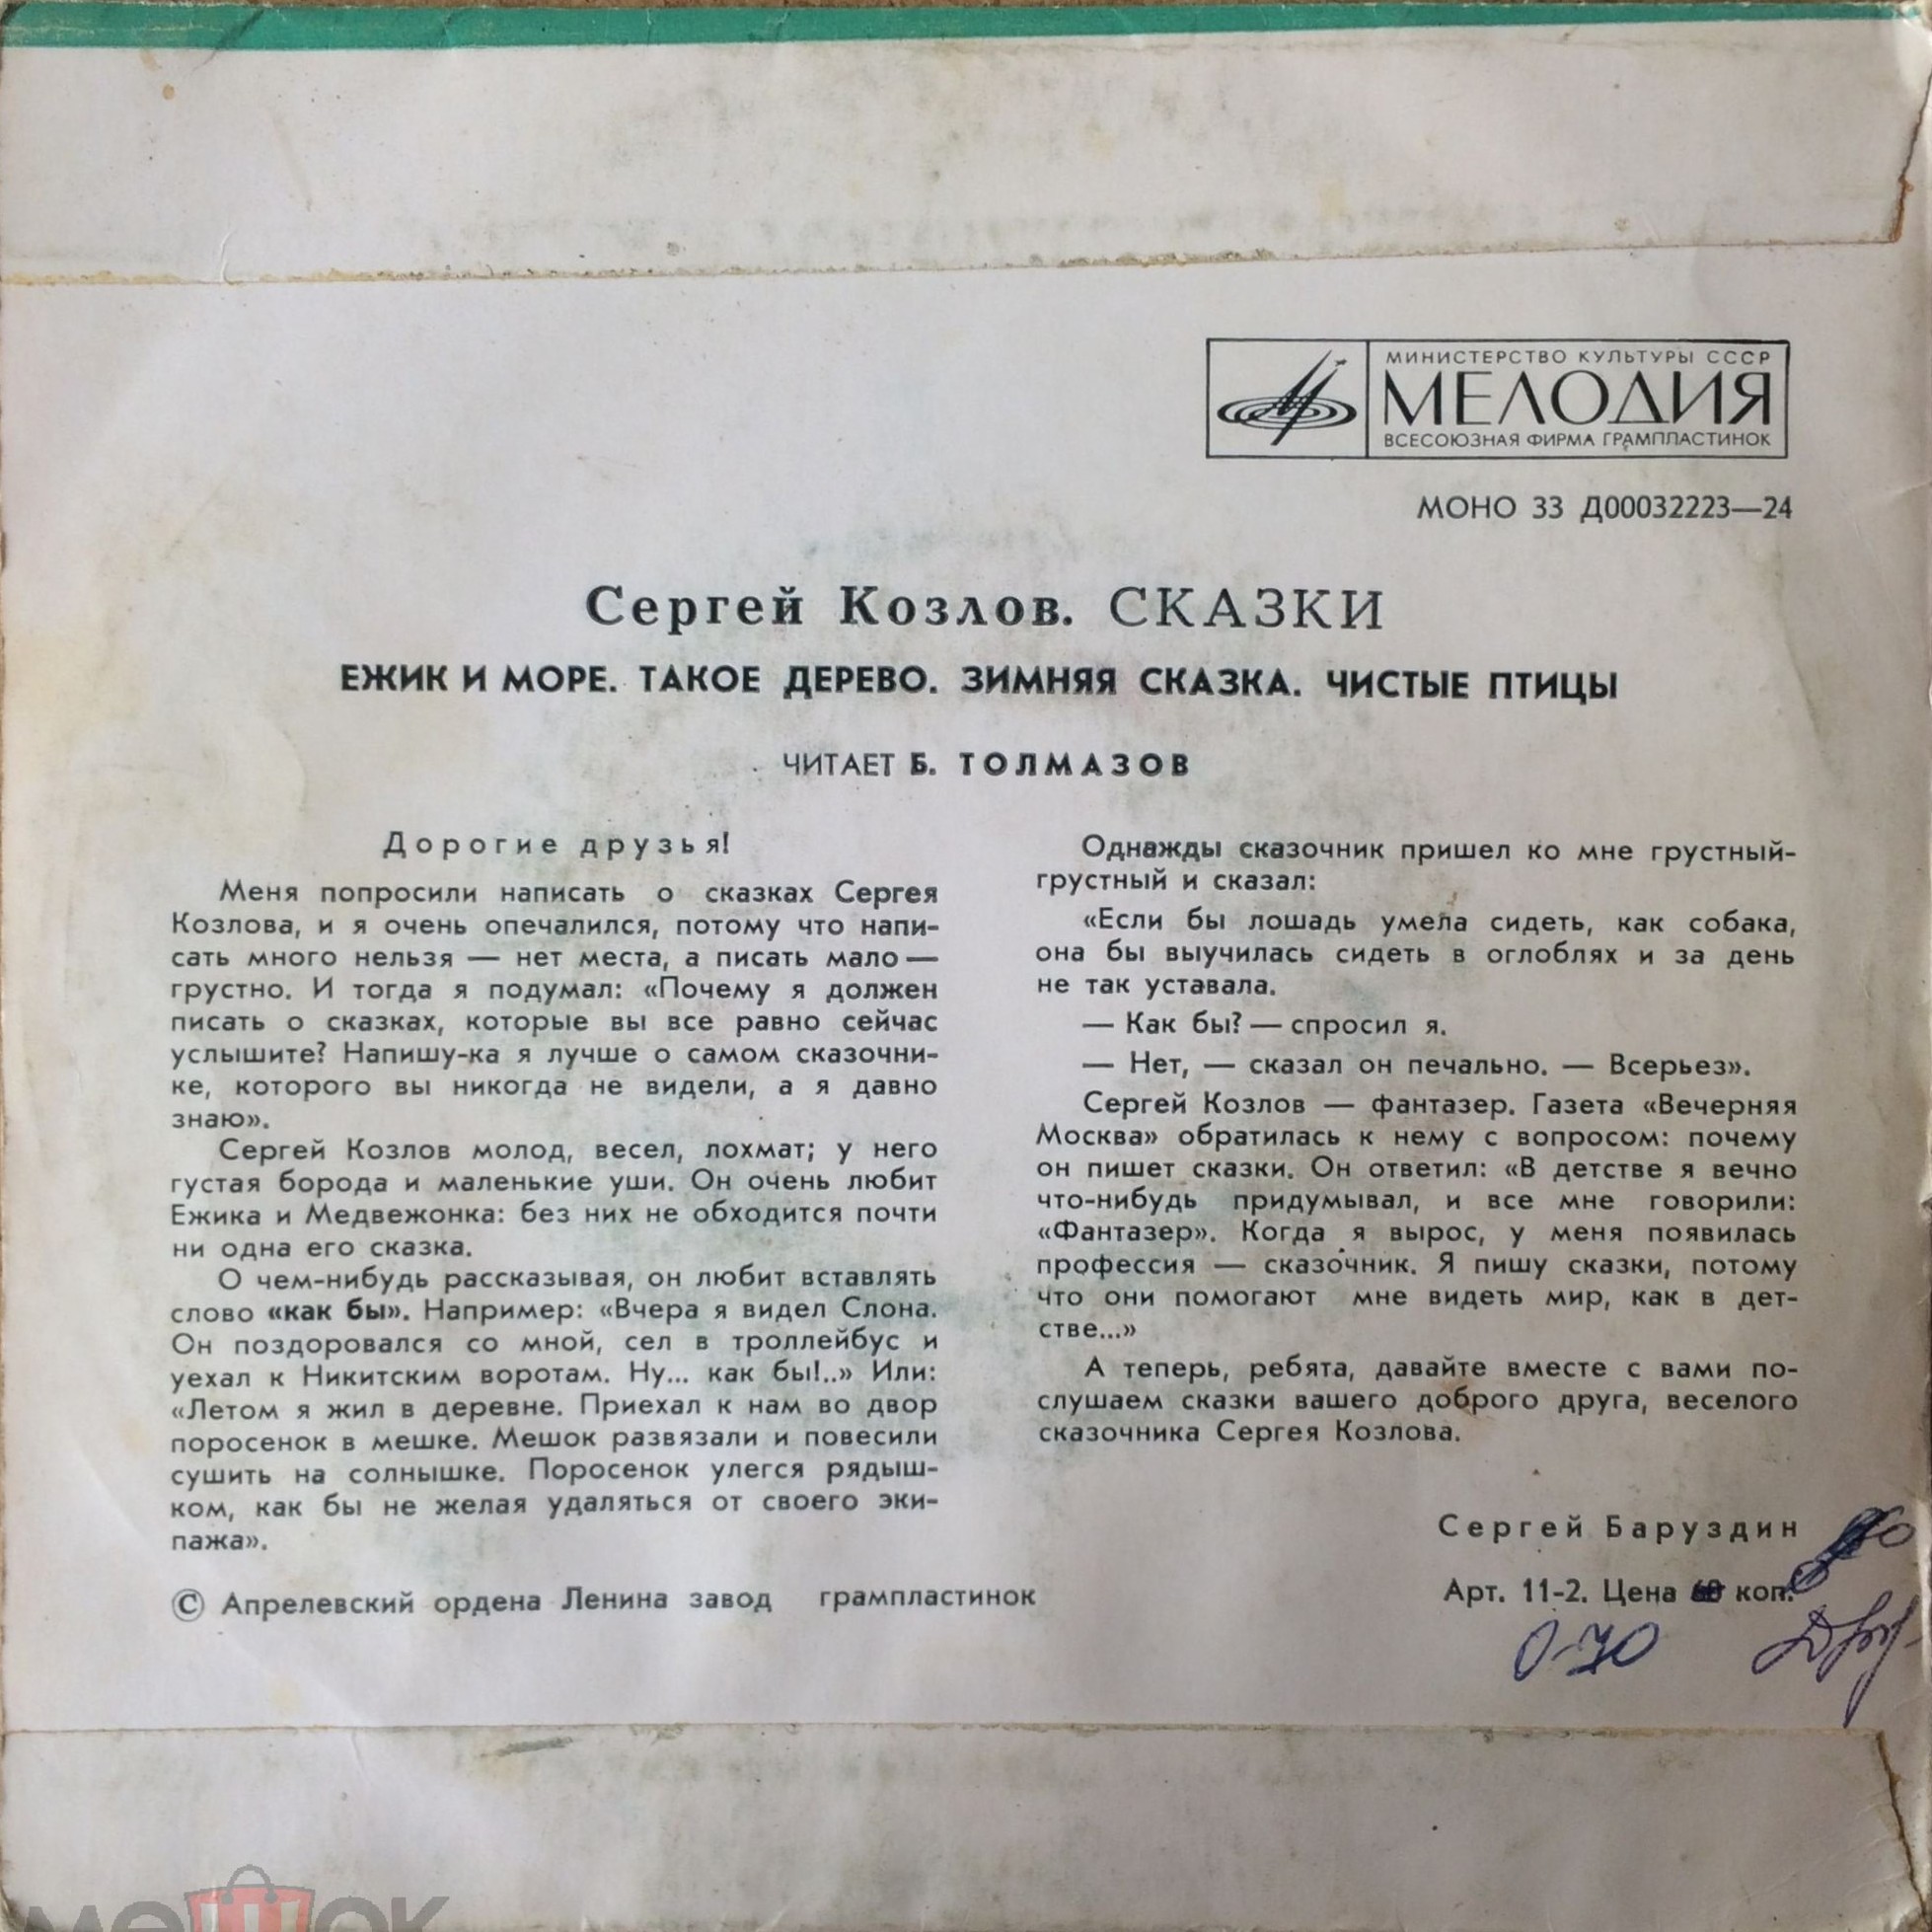 МИНИСТЕРСТВО КУЛЬТУРЫ СССР
МЕЛОДИЯ
ВСЕСОЮЗНАЯ ФИРМА ГРАМПЛАСТИНОК
МОНО 33 Д00032223—24
Сергей Козлов. СКАЗКИ
ЕЖИК И МОРЕ. ТАКОЕ ДЕРЕВО. ЗИМНЯЯ СКАЗКА. ЧИСТЫЕ ПТИЦЫ
ЧИТАЕТ Б. ТОЛМАЗОВ
Дорогие друзья!
Меня попросили написать о сказках Сергея
Козлова, и я очень опечалился, потому что напи-
сать много нельзя — нет места, а писать мало —
грустно. И тогда я подумал: «Почему я должен
писать о сказках, которые вы все равно сейчас
услышите? Напишу-ка я лучше о самом сказочни-
ке, которого вы никогда не видели, а я давно
знаю».
Сергей Козлов молод, весел, лохмат; у него
густая борода и маленькие уши. Он очень любит
Ежика и Медвежонка: без них не обходится почти
ни одна его сказка.
О чем-нибудь рассказывая, он любит вставлять
слово «как бы». Например: «Вчера я видел Слона.
Он поздоровался со мной, сел в троллейбус и
уехал к Никитским воротам. Ну... как бы!..» Или:
«Летом я жил в деревне. Приехал к нам во двор
поросенок в мешке. Мешок развязали и повесили
сушить на солнышке. Поросенок улегся рядыш-
ком, как бы не желая удаляться от своего эки-
пажа».
Однажды сказочник пришел ко мне грустный-
грустный и сказал:
«Если бы лошадь умела сидеть, как собака,
она бы выучилась сидеть в оглоблях и за день
не так уставала.
— Как бы? — спросил я.
— Нет, — сказал он печально. — Всерьез».
Сергей Козлов — фантазер. Газета «Вечерняя
Москва» обратилась к нему с вопросом: почему
он пишет сказки. Он ответил: «В детстве я вечно
что-нибудь придумывал, и все мне говорили:
«Фантазер». Когда я вырос, у меня появилась
профессия — сказочник. Я пишу сказки, потому
что они помогают мне видеть мир, как в дет-
стве...»
А теперь, ребята, давайте вместе с вами по-
слушаем сказки вашего доброго друга, веселого
сказочника Сергея Козлова.
Сергей Баруздин
© Апрелевский ордена Ленина завод грампластинок
Арт. 11-2. Цена коп.
0-70
мешок